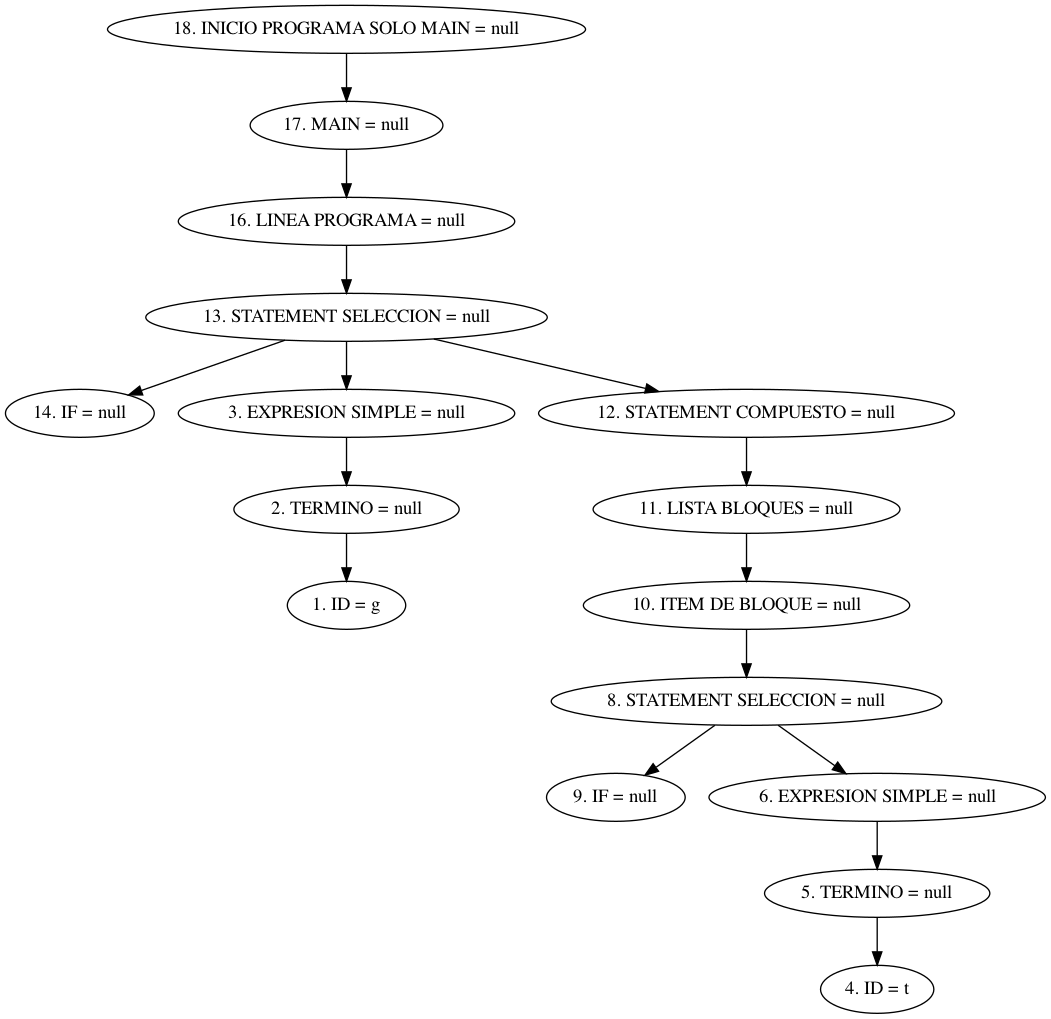 18. INICIO PROGRAMA SOLO MAIN = null
17. MAIN = null
16. LINEA PROGRAMA = null
13. STATEMENT SELECCION = null
14. IF = null
3. EXPRESION SIMPLE = null
12. STATEMENT COMPUESTO = null
2. TERMINO = null
11. LISTA BLOQUES = null
1. ID = g
10. ITEM DE BLOQUE = null
8. STATEMENT SELECCION = null
9. IF = null
6. EXPRESION SIMPLE = null
5. TERMINO = null
4. ID = t